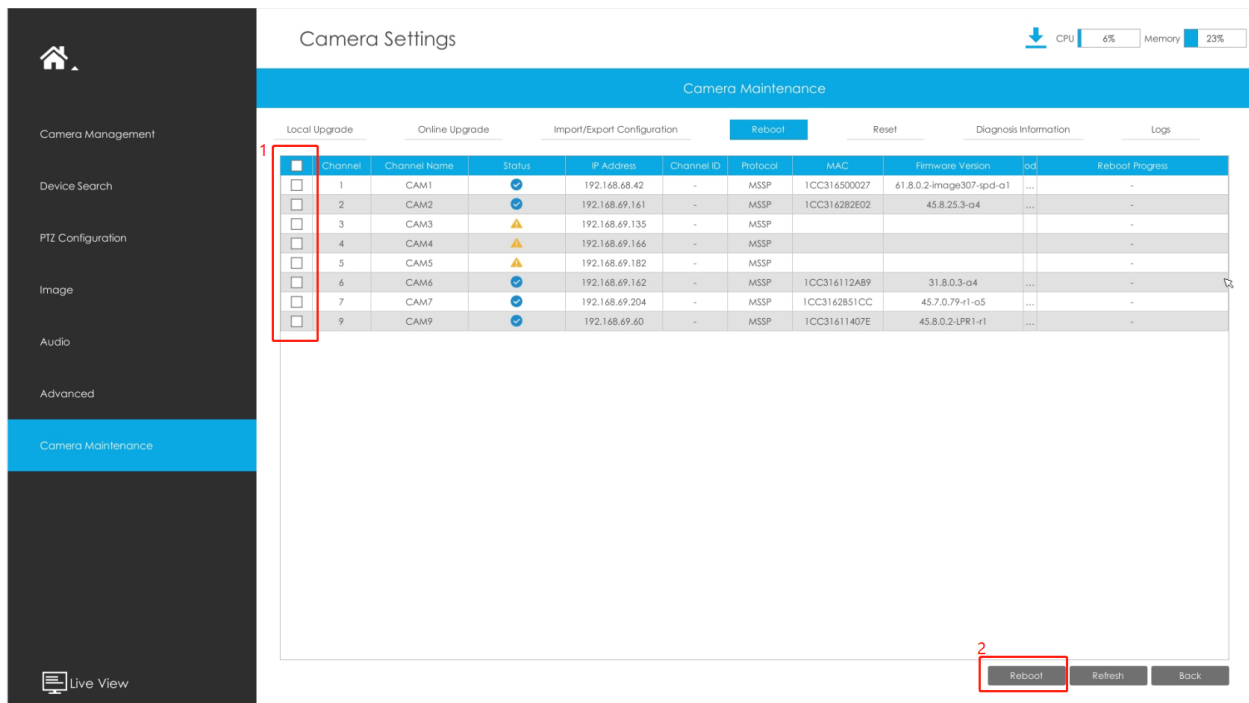 Camera Settings
CPU 6% Memory 23%
Camera Maintenance
Camera Management
Device Search
PTZ Configuration
Image
Audio
Advanced
Camera Maintenance
Live View
Local Upgrade Online Upgrade Import/Export Configuration Reboot Reset Diagnosis Information Logs
1
Channel Channel Name Status IP Address Channel ID Protocol MAC Firmware Version od Reboot Progress
1 CAM1 192.168.68.42 - MSSP 1CC316500027 61.8.0.2-image307-spd-a1 ... -
2 CAM2 192.168.69.161 - MSSP 1CC316282E02 45.8.25.3-a4 ... -
3 CAM3 192.168.69.135 - MSSP -
4 CAM4 192.168.69.166 - MSSP -
5 CAM5 192.168.69.182 - MSSP -
6 CAM6 192.168.69.162 - MSSP 1CC316112AB9 31.8.0.3-a4 ... -
7 CAM7 192.168.69.204 - MSSP 1CC3162B51CC 45.7.0.79-r1-o5 ... -
9 CAM9 192.168.69.60 - MSSP 1CC31611407E 45.8.0.2-LPR1-r1 ... -
2
Reboot Refresh Back